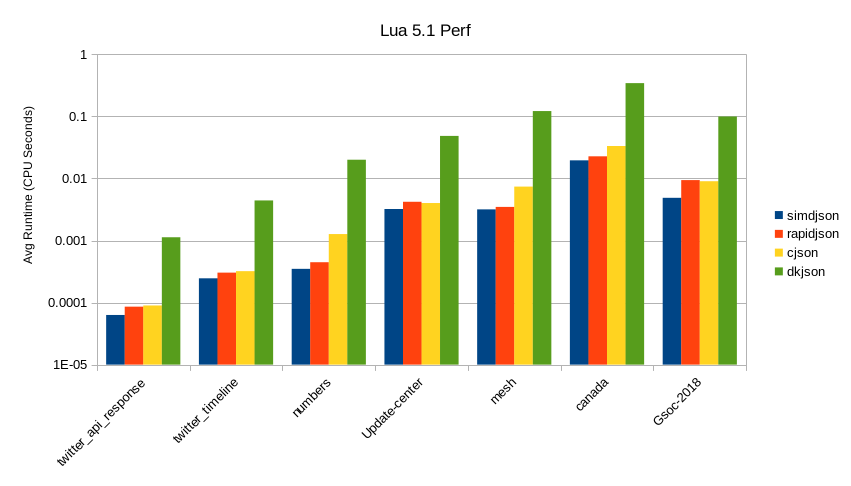 Lua 5.1 Perf
Avg Runtime (CPU Seconds)
1
0.1
0.01
0.001
0.0001
1E-05
twitter_api_response
twitter_timeline
numbers
Update-center
mesh
canada
Gsoc-2018
simdjson
rapidjson
cjson
dkjson